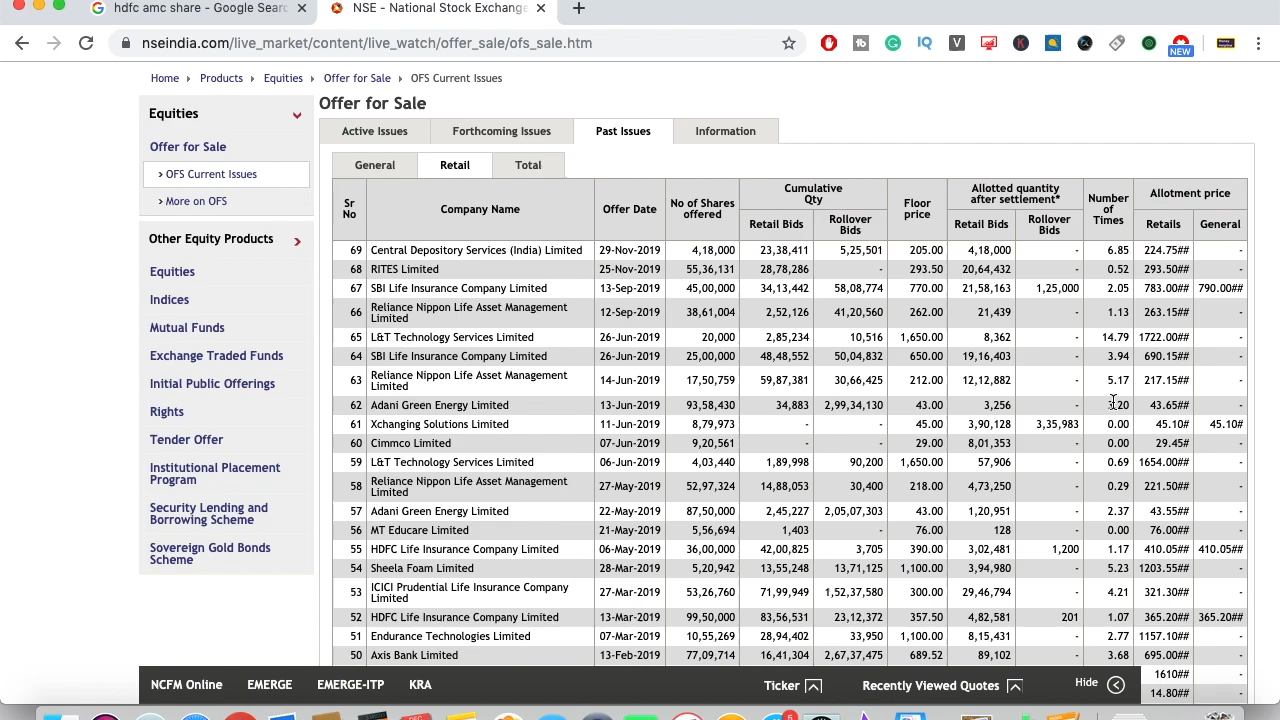 hdfc amc share - Google Sear
NSE - National Stock Exchange
nseindia.com/live_market/content/live_watch/offer_sale/ofs_sale.htm
NEW
Home Products Equities Offer for Sale OFS Current Issues
Equities
Offer for Sale
OFS Current Issues
More on OFS
Other Equity Products
Equities
Indices
Mutual Funds
Exchange Traded Funds
Initial Public Offerings
Rights
Tender Offer
Institutional Placement
Program
Security Lending and
Borrowing Scheme
Sovereign Gold Bonds
Scheme
Offer for Sale
Active Issues Forthcoming Issues Past Issues Information
General Retail Total
Sr No Company Name Offer Date No of Shares offered Cumulative Qty Floor price Allotted quantity after settlement* Number of Times Allotment price
Retail Bids Rollover Bids Retail Bids Rollover Bids Retails General
69 Central Depository Services (India) Limited 29-Nov-2019 4,18,000 23,38,411 5,25,501 205.00 4,18,000 - 6.85 224.75## -
68 RITES Limited 25-Nov-2019 55,36,131 28,78,286 - 293.50 20,64,432 - 0.52 293.50## -
67 SBI Life Insurance Company Limited 13-Sep-2019 45,00,000 34,13,442 58,08,774 770.00 21,58,163 1,25,000 2.05 783.00## 790.00##
66 Reliance Nippon Life Asset Management Limited 12-Sep-2019 38,61,004 2,52,126 41,20,560 262.00 21,439 - 1.13 263.15## -
65 L&T Technology Services Limited 26-Jun-2019 20,000 2,85,234 10,516 1,650.00 8,362 - 14.79 1722.00## -
64 SBI Life Insurance Company Limited 26-Jun-2019 25,00,000 48,48,552 50,04,832 650.00 19,16,403 - 3.94 690.15## -
63 Reliance Nippon Life Asset Management Limited 14-Jun-2019 17,50,759 59,87,381 30,66,425 212.00 12,12,882 - 5.17 217.15## -
62 Adani Green Energy Limited 13-Jun-2019 93,58,430 34,883 2,99,34,130 43.00 3,256 - 43.65## -
61 Xchanging Solutions Limited 11-Jun-2019 8,79,973 - - 45.00 3,90,128 3,35,983 0.00 45.10# 45.10#
60 Cimmco Limited 07-Jun-2019 9,20,561 - - 29.00 8,01,353 - 0.00 29.45# -
59 L&T Technology Services Limited 06-Jun-2019 4,03,440 1,89,998 90,200 1,650.00 57,906 - 0.69 1654.00## -
58 Reliance Nippon Life Asset Management Limited 27-May-2019 52,97,324 14,88,053 30,400 218.00 4,73,250 - 0.29 221.50## -
57 Adani Green Energy Limited 22-May-2019 87,50,000 2,45,227 2,05,07,303 43.00 1,20,951 - 2.37 43.55## -
56 MT Educare Limited 21-May-2019 5,56,694 1,403 - 76.00 128 - 0.00 76.00## -
55 HDFC Life Insurance Company Limited 06-May-2019 36,00,000 42,00,825 3,705 390.00 3,02,481 1,200 1.17 410.05## 410.05##
54 Sheela Foam Limited 28-Mar-2019 5,20,942 13,55,248 13,71,125 1,100.00 3,94,980 - 5.23 1203.55## -
53 ICICI Prudential Life Insurance Company Limited 27-Mar-2019 53,26,760 71,99,949 1,52,37,580 300.00 29,46,794 - 4.21 321.30## -
52 HDFC Life Insurance Company Limited 13-Mar-2019 99,50,000 83,56,531 23,12,372 357.50 4,82,581 201 1.07 365.20## 365.20##
51 Endurance Technologies Limited 07-Mar-2019 10,55,269 28,94,402 33,950 1,100.00 8,15,431 - 2.77 1157.10## -
50 Axis Bank Limited 13-Feb-2019 77,09,714 16,41,304 2,67,37,475 689.52 89,102 - 3.68 695.00## -
1610## -
14.80## -
NCFM Online EMERGE EMERGE-ITP KRA Ticker Recently Viewed Quotes Hide